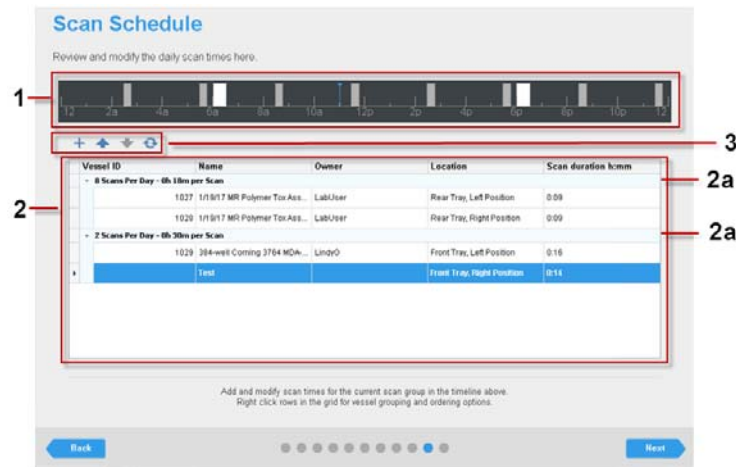 Scan Schedule
Review and modify the daily scan times here.
1
12 2a 4a 6a 8a 10a 12p 2p 4p 6p 8p 10p 12
3
Vessel ID Name Owner Location Scan duration h:mm
2a
8 Scans Per Day - 0h 18m per Scan
1027 1/19/17 MR Polymer Tox Ass... LabUser Rear Tray, Left Position 0:09
2
1028 1/19/17 MR Polymer Tox Ass... LabUser Rear Tray, Right Position 0:09
2a
2 Scans Per Day - 0h 30m per Scan
1029 384-well Corning 3764 MDA-... LindyO Front Tray, Left Position 0:16
Test Front Tray, Right Position 0:14
Add and modify scan times for the current scan group in the timeline above.
Right click rows in the grid for vessel grouping and ordering options.
Back Next